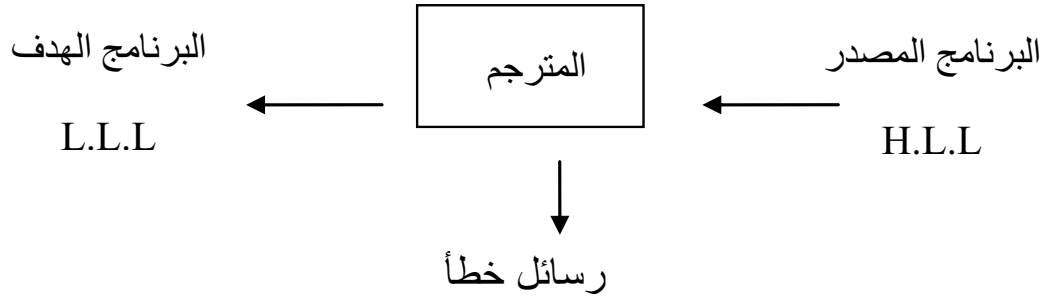 البرنامج المصدر
H.L.L
المترجم
البرنامج الهدف
L.L.L
رسائل خطأ